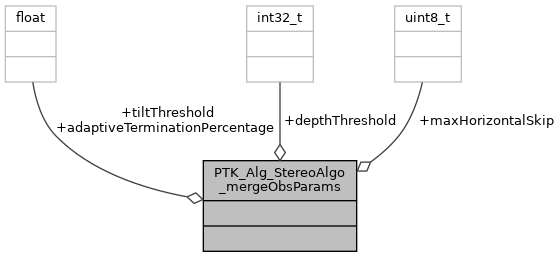 float
int32_t
uint8_t
+tiltThreshold
+adaptiveTerminationPercentage
+depthThreshold
+maxHorizontalSkip
PTK_Alg_StereoAlgo
_mergeObsParams